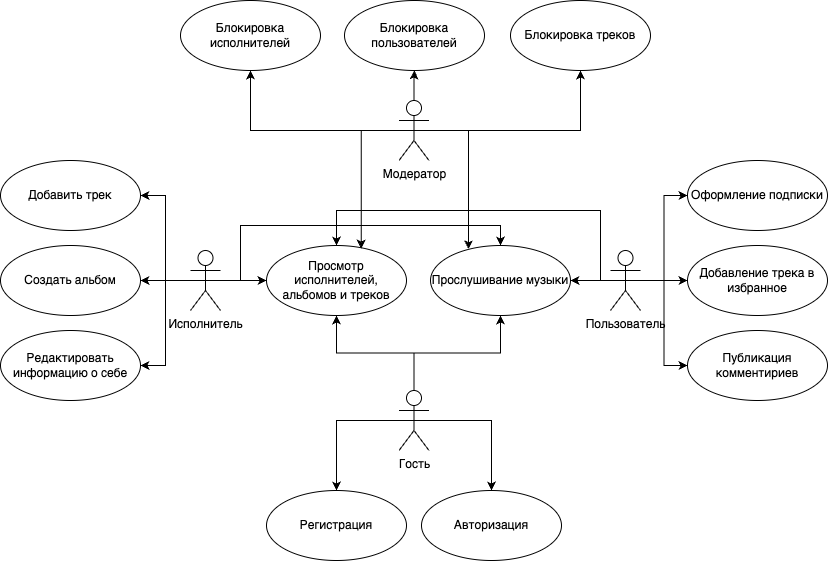 Блокировка
исполнителей
Блокировка
пользователей
Блокировка треков
Модератор
Добавить трек
Оформление подписки
Создать альбом
Исполнитель
Просмотр
исполнителей,
альбомов и треков
Прослушивание музыки
Пользователь
Добавление трека в
избранное
Редактировать
информацию о себе
Публикация
комментириев
Гость
Регистрация
Авторизация